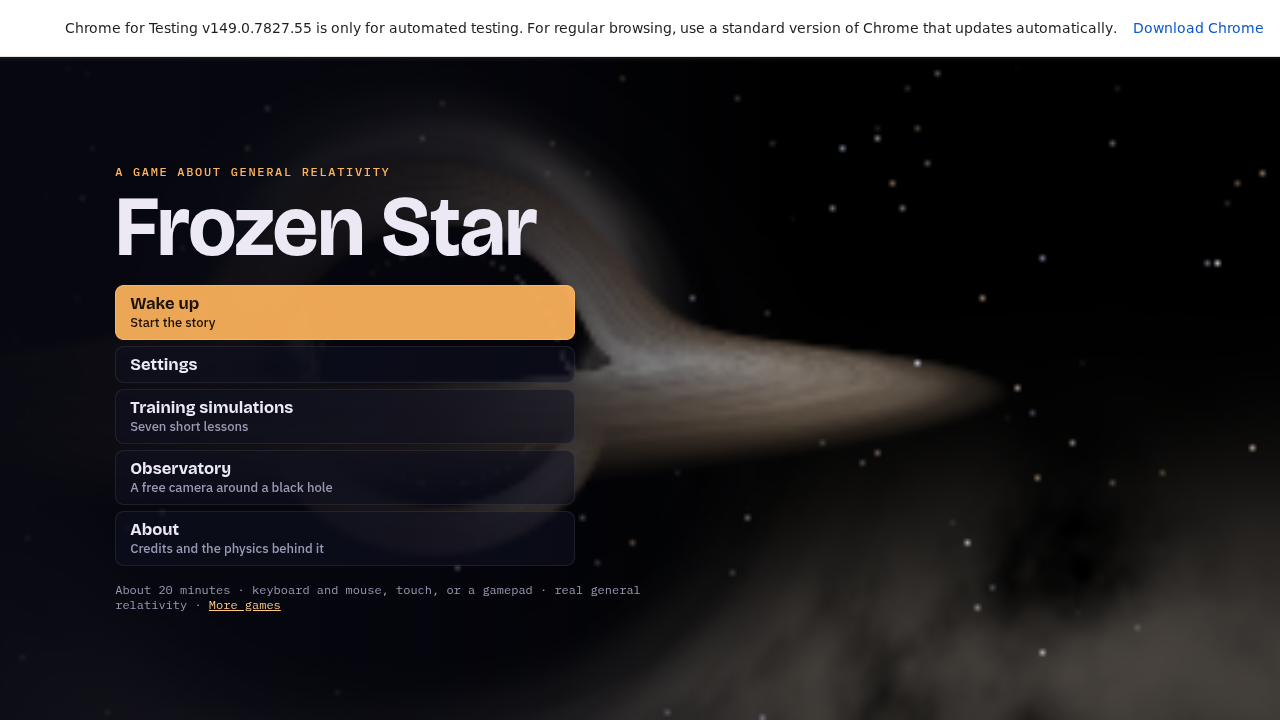 Chrome for Testing v149.0.7827.55 is only for automated testing. For regular browsing, use a standard version of Chrome that updates automatically. Download Chrome
A GAME ABOUT GENERAL RELATIVITY
Frozen Star
Wake up
Start the story
Settings
Training simulations
Seven short lessons
Observatory
A free camera around a black hole
About
Credits and the physics behind it
About 20 minutes · keyboard and mouse, touch, or a gamepad · real general
relativity · More games